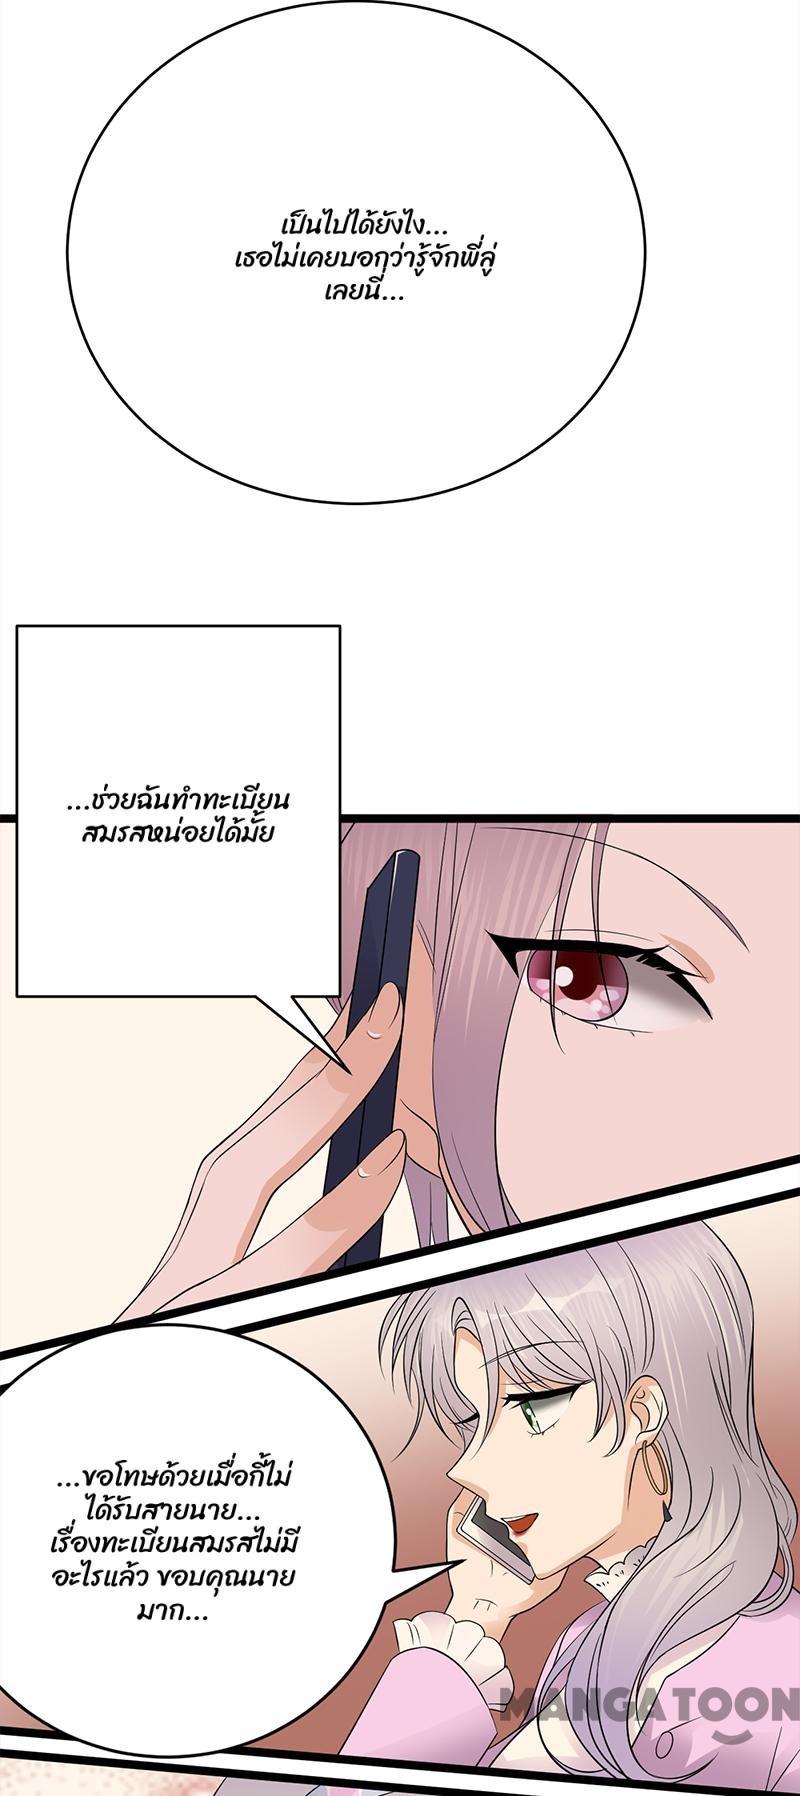 เป็นไปได้ยังไง...
เธอไม่เคยบอกว่ารู้จักพี่ลู่
เลยนี่...
...ช่วยฉันทำทะเบียน
สมรสหน่อยได้มั้ย
...ขอโทษด้วยเมื่อกี้ไม่
ได้รับสายนาย...
เรื่องทะเบียนสมรสไม่มี
อะไรแล้ว ขอบคุณนาย
มาก...
MANGATOON